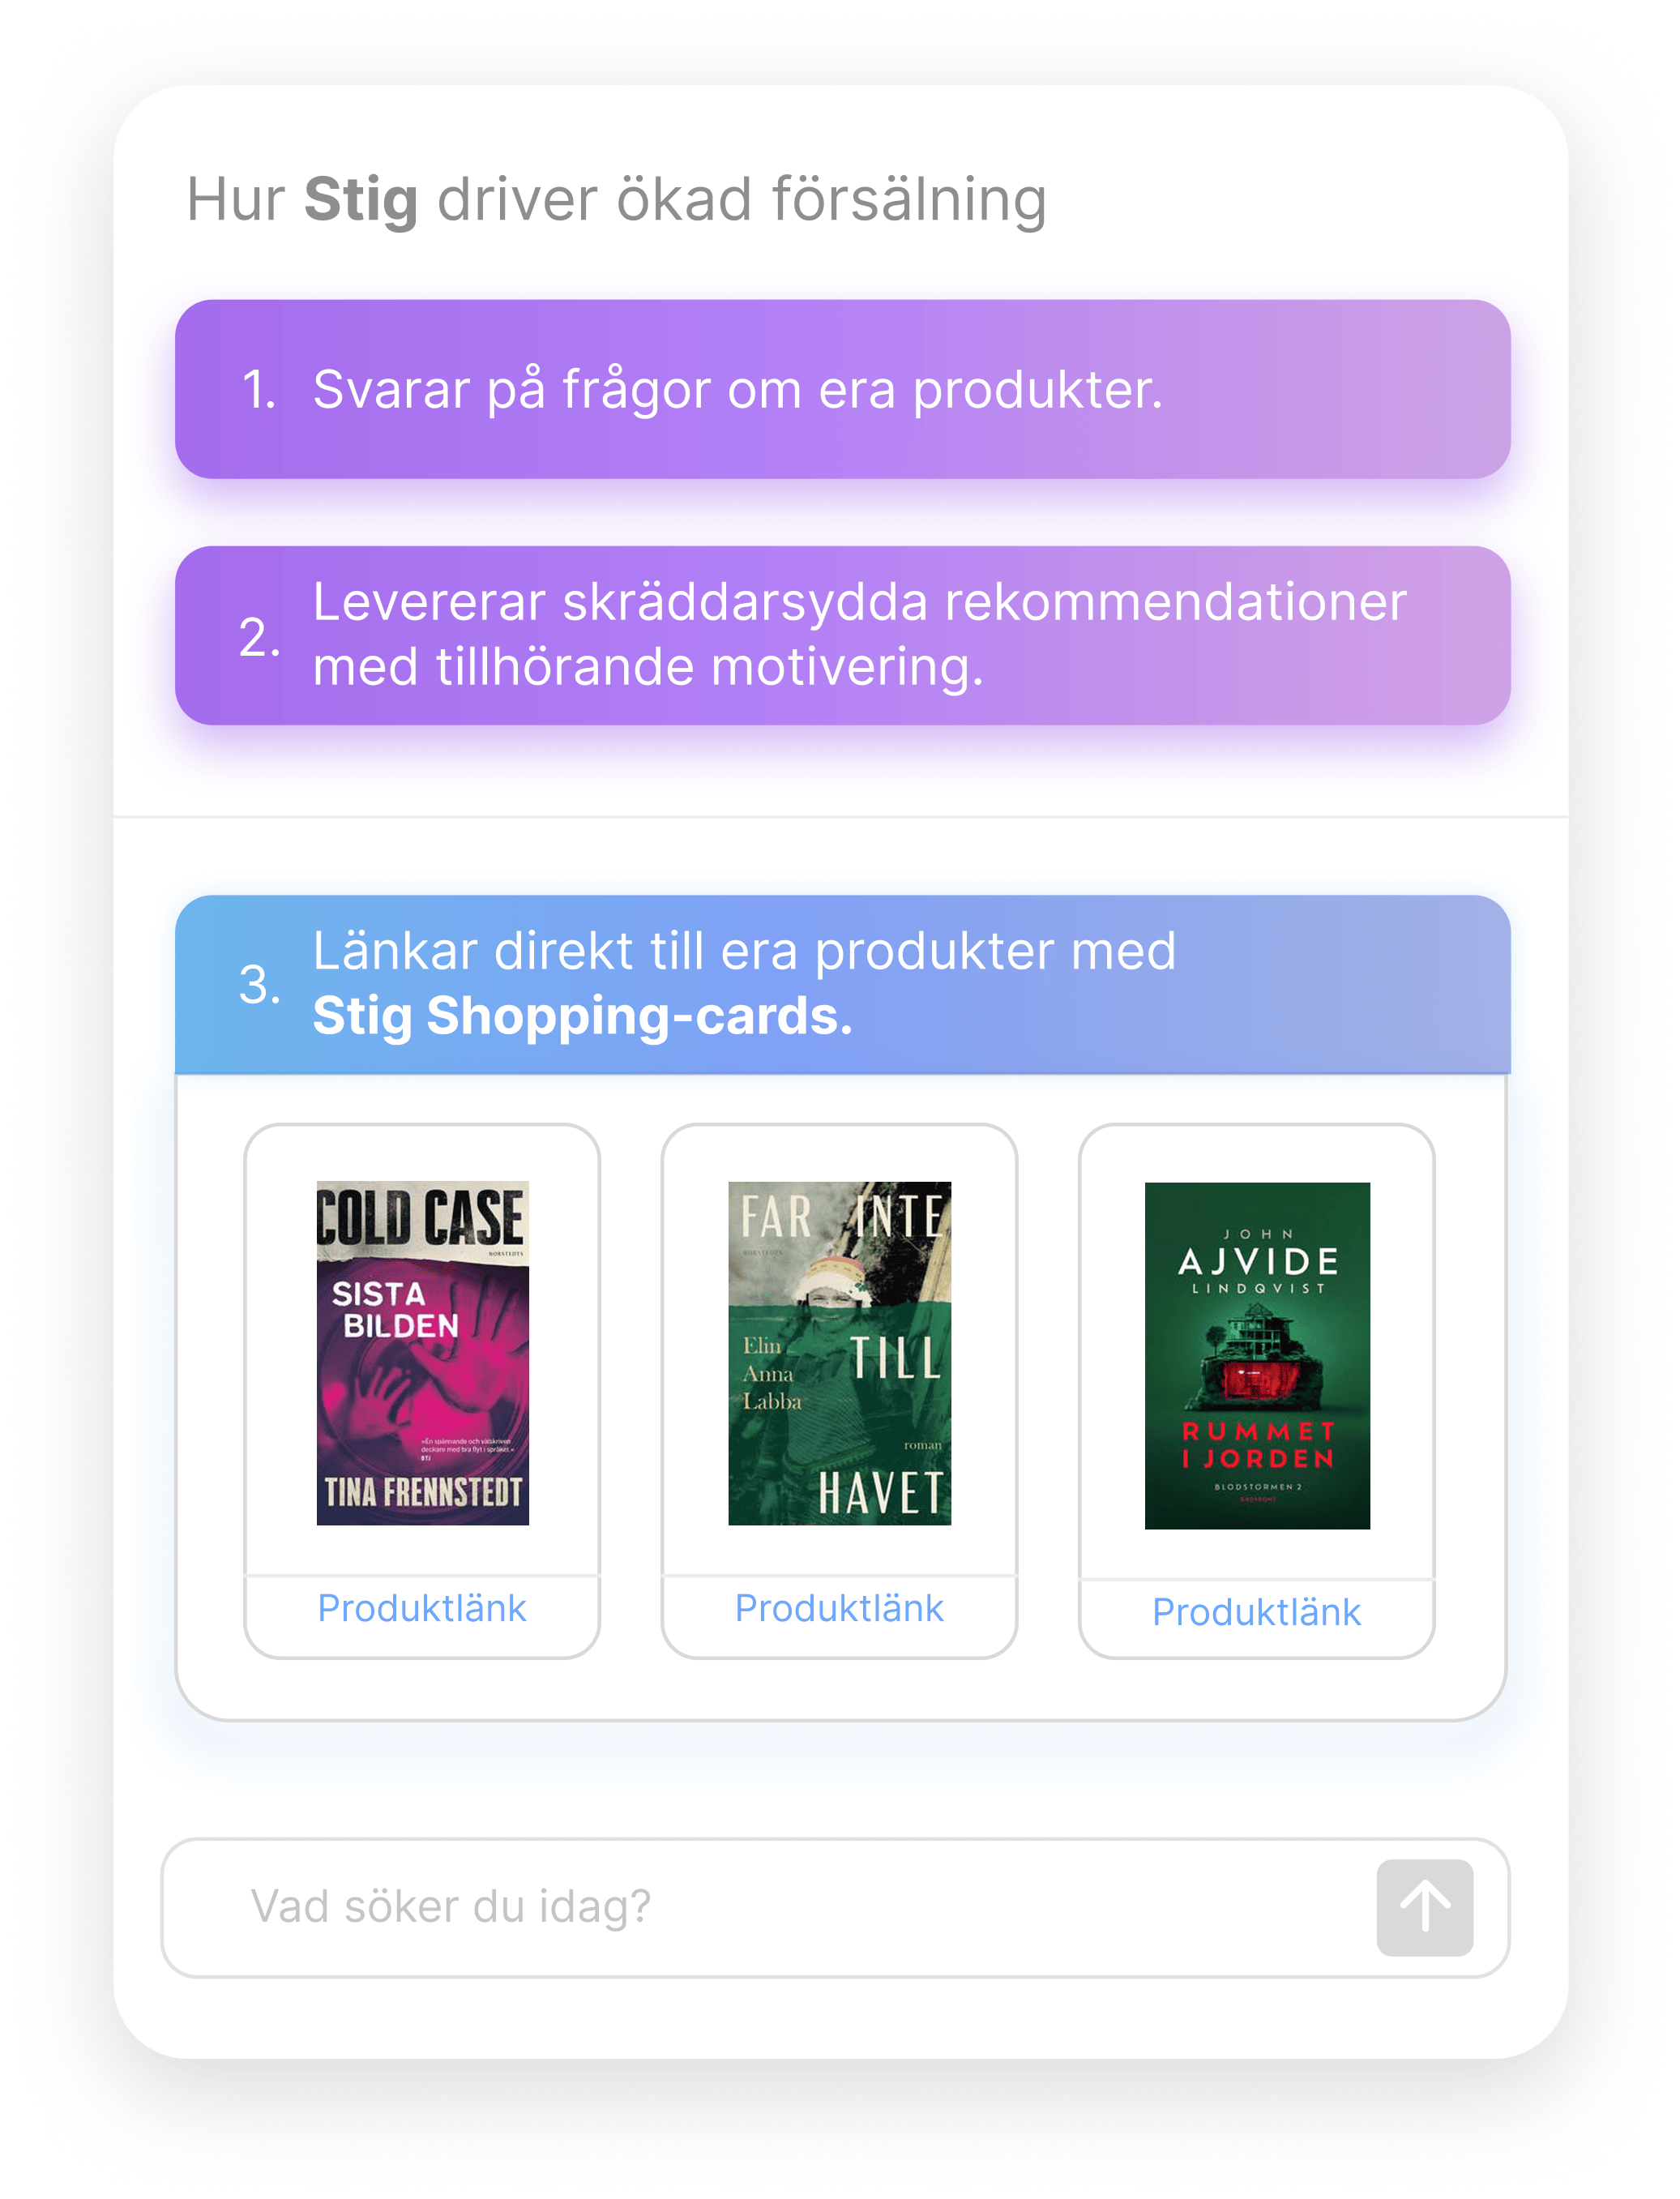 Hur Stig driver ökad försälning
1. Svarar på frågor om era produkter.
2. Levererar skräddarsydda rekommendationer
med tillhörande motivering.
3. Länkar direkt till era produkter med
Stig Shopping-cards.
COLD CASE
NORSTEDTS
SISTA
BILDEN
»En spännande och välskriven
deckare med bra flyt i språket.«
BTJ
TINA FRENNSTEDT
Produktlänk
FAR INTE
NORSTEDTS
TILL
Elin
Anna
Labba
roman
HAVET
Produktlänk
JOHN
AJVIDE
LINDQVIST
RUMMET
I JORDEN
BLODSTORMEN 2
ORDFRONT
Produktlänk
Vad söker du idag?